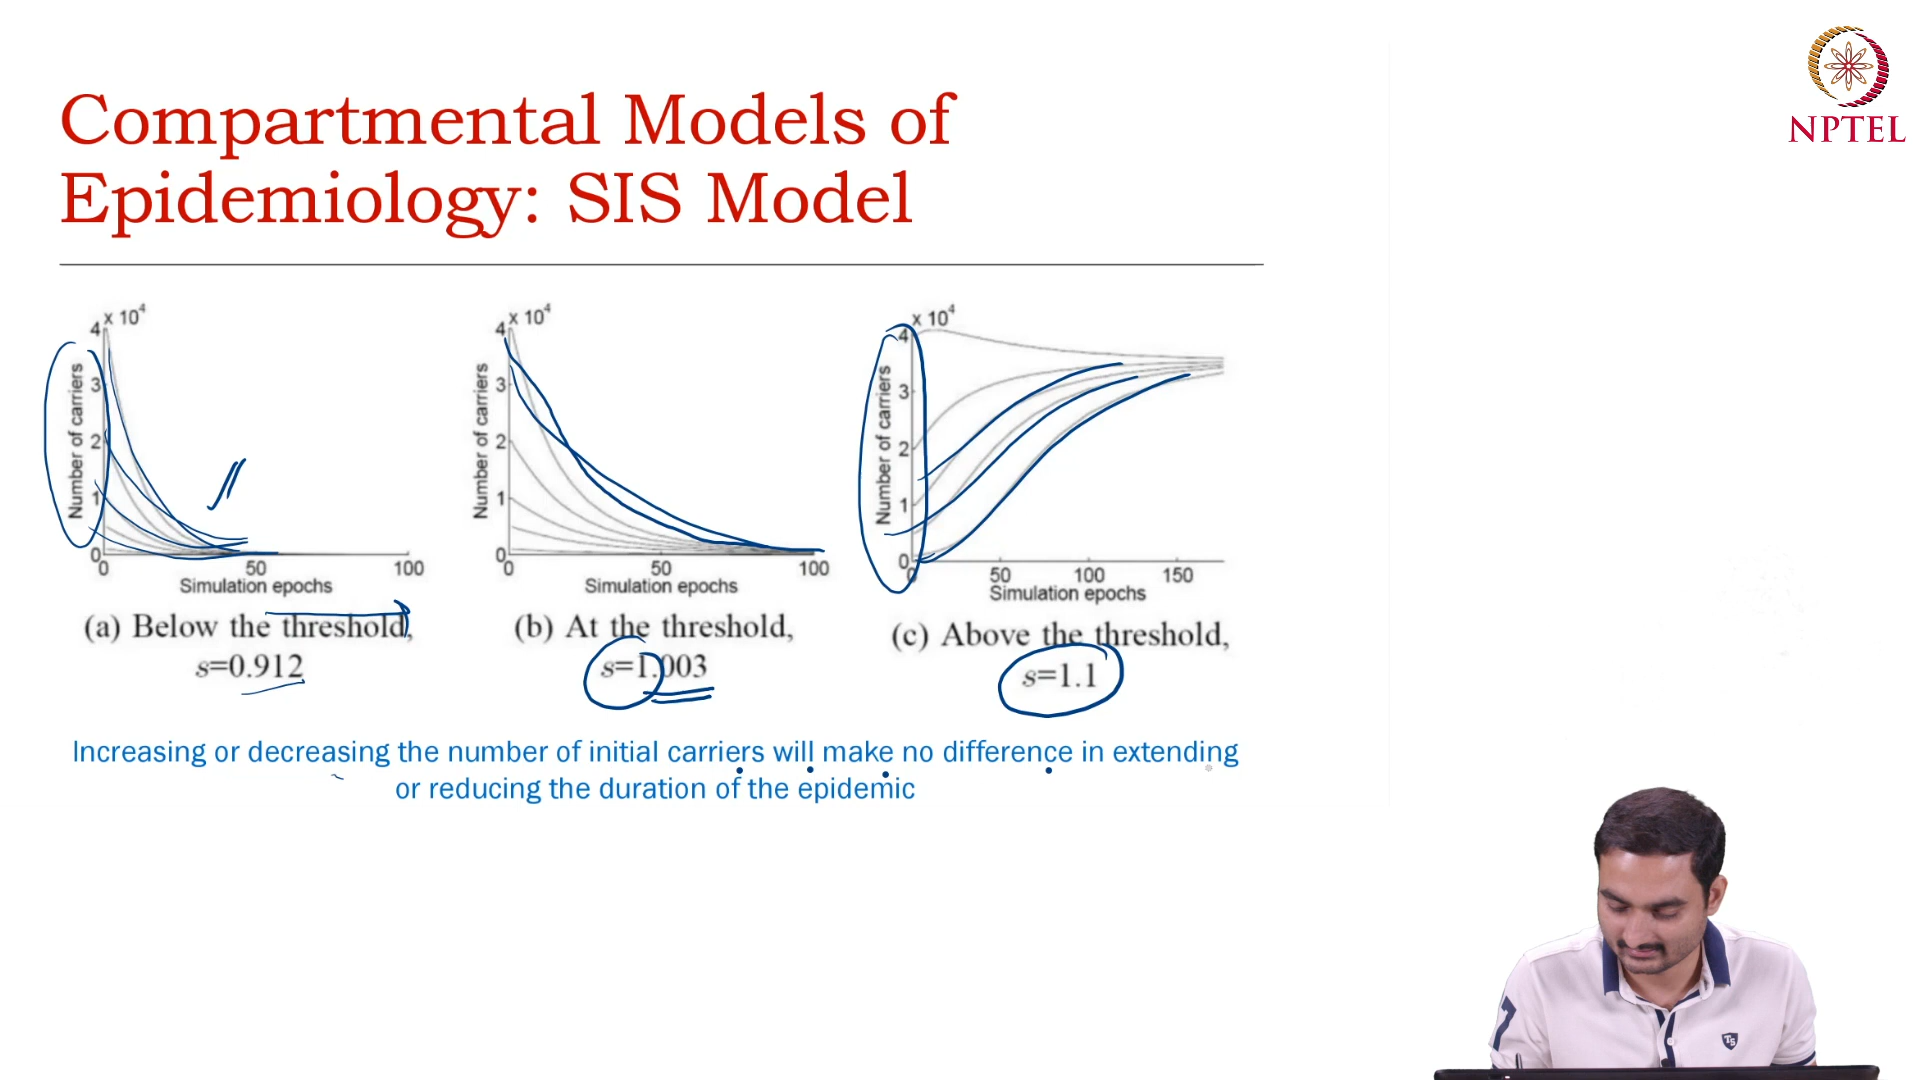 NPTEL
Compartmental Models of
Epidemiology: SIS Model
x 10⁴
4
3
2
1
0
Number of carriers
0 50 100
Simulation epochs
(a) Below the threshold,
s=0.912
x 10⁴
4
3
2
1
0
Number of carriers
0 50 100
Simulation epochs
(b) At the threshold,
s=1.003
x 10⁴
4
3
2
1
0
Number of carriers
0 50 100 150
Simulation epochs
(c) Above the threshold,
s=1.1
Increasing or decreasing the number of initial carriers will make no difference in extending
or reducing the duration of the epidemic
7
TS